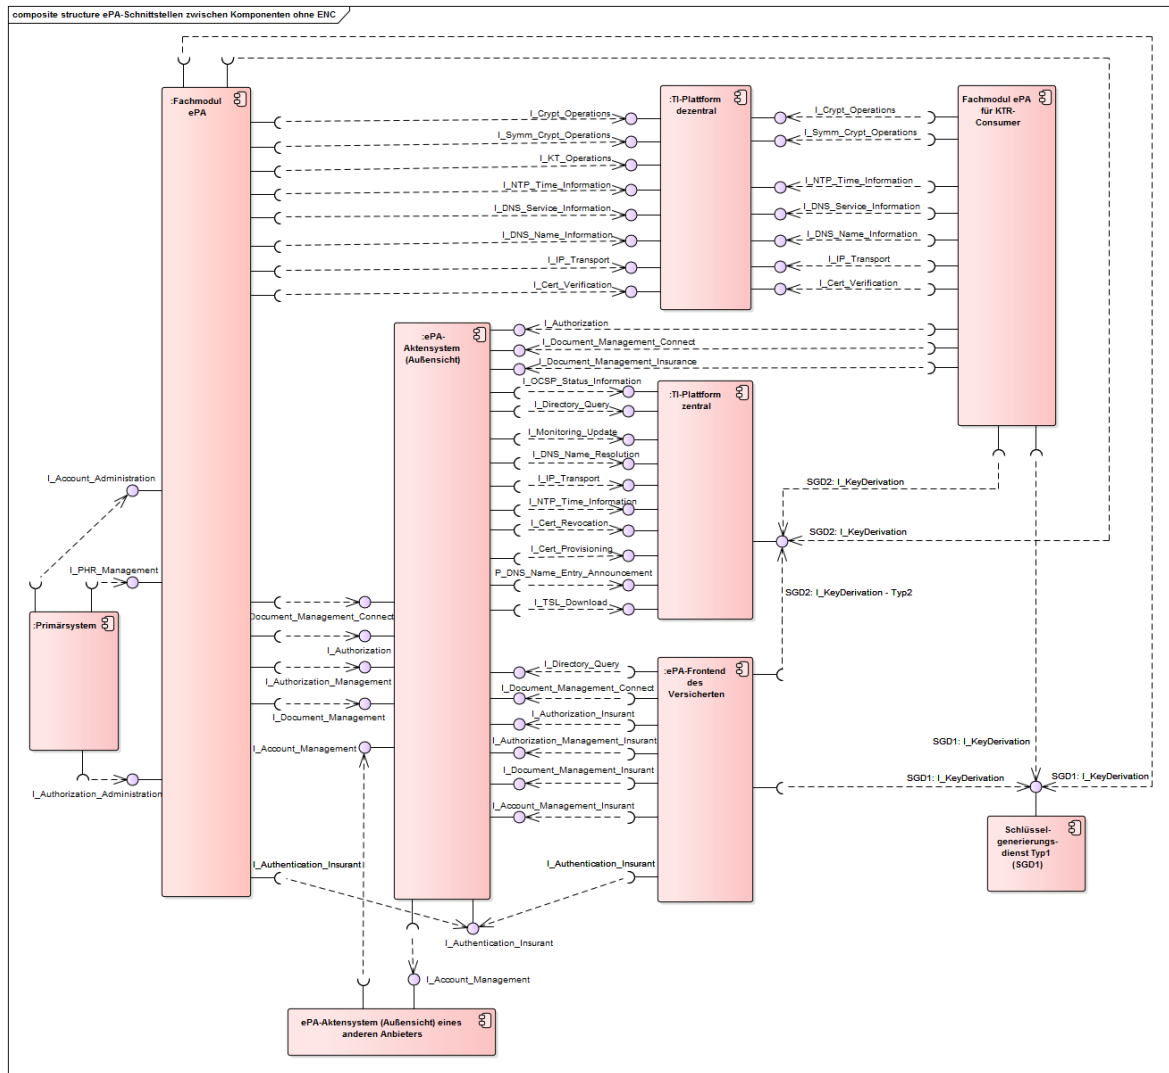 composite structure ePA-Schnittstellen zwischen Komponenten ohne ENC
:Fachmodul
ePA
:TI-Plattform
dezentral
Fachmodul ePA
für KTR-
Consumer
I_Crypt_Operations
I_Symm_Crypt_Operations
I_KT_Operations
I_NTP_Time_Information
I_DNS_Service_Information
I_DNS_Name_Information
I_IP_Transport
I_Cert_Verification
I_Crypt_Operations
I_Symm_Crypt_Operations
I_NTP_Time_Information
I_DNS_Service_Information
I_DNS_Name_Information
I_IP_Transport
I_Cert_Verification
:ePA-
Aktensystem
(Außensicht)
I_Authorization
I_Document_Management_Connect
I_Document_Management_Insurance
I_OCSP_Status_Information
I_Directory_Query
I_Monitoring_Update
I_DNS_Name_Resolution
I_IP_Transport
I_NTP_Time_Information
I_Cert_Revocation
I_Cert_Provisioning
P_DNS_Name_Entry_Announcement
I_TSL_Download
:TI-Plattform
zentral
SGD2: I_KeyDerivation
SGD2: I_KeyDerivation
SGD2: I_KeyDerivation - Typ2
I_Account_Administration
I_PHR_Management
:Primärsystem
I_Authorization_Administration
Document_Management_Connect
I_Authorization
I_Authorization_Management
I_Document_Management
I_Account_Management
I_Directory_Query
I_Document_Management_Connect
I_Authorization_Insurant
I_Authorization_Management_Insurant
I_Document_Management_Insurant
I_Account_Management_Insurant
:ePA-Frontend
des
Versicherten
SGD1: I_KeyDerivation
SGD1: I_KeyDerivation
SGD1: I_KeyDerivation
Schlüssel-
generierungs-
dienst Typ1
(SGD1)
I_Authentication_Insurant
I_Authentication_Insurant
I_Authentication_Insurant
I_Account_Management
ePA-Aktensystem (Außensicht) eines
anderen Anbieters